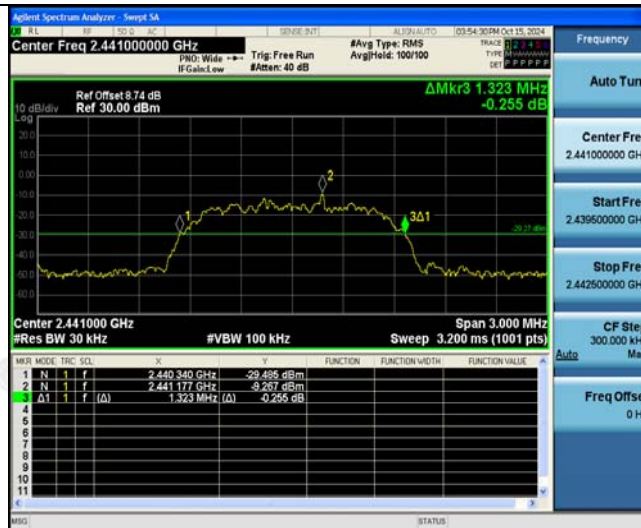 Agilent Spectrum Analyzer - Swept SA
RL RF 50 Ω AC SENSE:INT ALIGN AUTO 03:54:30 PM Oct 15, 2024
Center Freq 2.441000000 GHz
PNO: Wide
IFGain:Low
Trig: Free Run
#Atten: 40 dB
#Avg Type: RMS
Avg|Hold: 100/100
TRACE 1 2 3 4 5 6
TYPE M
DET P P P P P P
Ref Offset 8.74 dB
Ref 30.00 dBm
ΔMkr3 1.323 MHz
-0.255 dB
10 dB/div
Log
20.0
10.0
0.00
-10.0
-20.0
-30.0
-40.0
-50.0
-60.0
1
2
3Δ1
-29.27 dBm
Center 2.441000 GHz
Span 3.000 MHz
#Res BW 30 kHz
#VBW 100 kHz
Sweep 3.200 ms (1001 pts)
MKR MODE TRC SCL X Y FUNCTION FUNCTION WIDTH FUNCTION VALUE
1 N 1 f 2.440 340 GHz -29.485 dBm
2 N 1 f 2.441 177 GHz -9.267 dBm
3 Δ1 1 f (Δ) 1.323 MHz (Δ) -0.255 dB
4
5
6
7
8
9
10
11
MSG
STATUS
Frequency
Auto Tun
Center Fre
2.441000000 GH
Start Fre
2.439500000 GH
Stop Fre
2.442500000 GH
CF Ste
300.000 kH
Auto Ma
Freq Offse
0 H